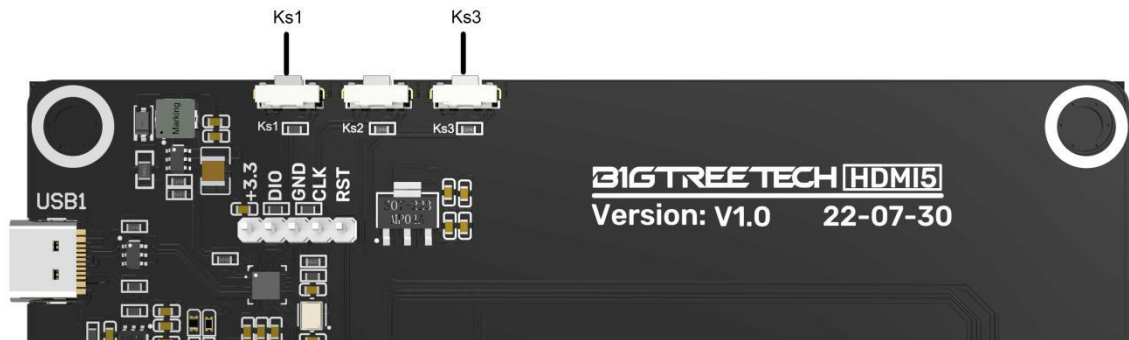 Ks1
Ks3
Ks1
Ks2
Ks3
Marking
+3.3
DIO
GND
CLK
RST
USB1
BIGTREETECH HDMI5
Version: V1.0 22-07-30